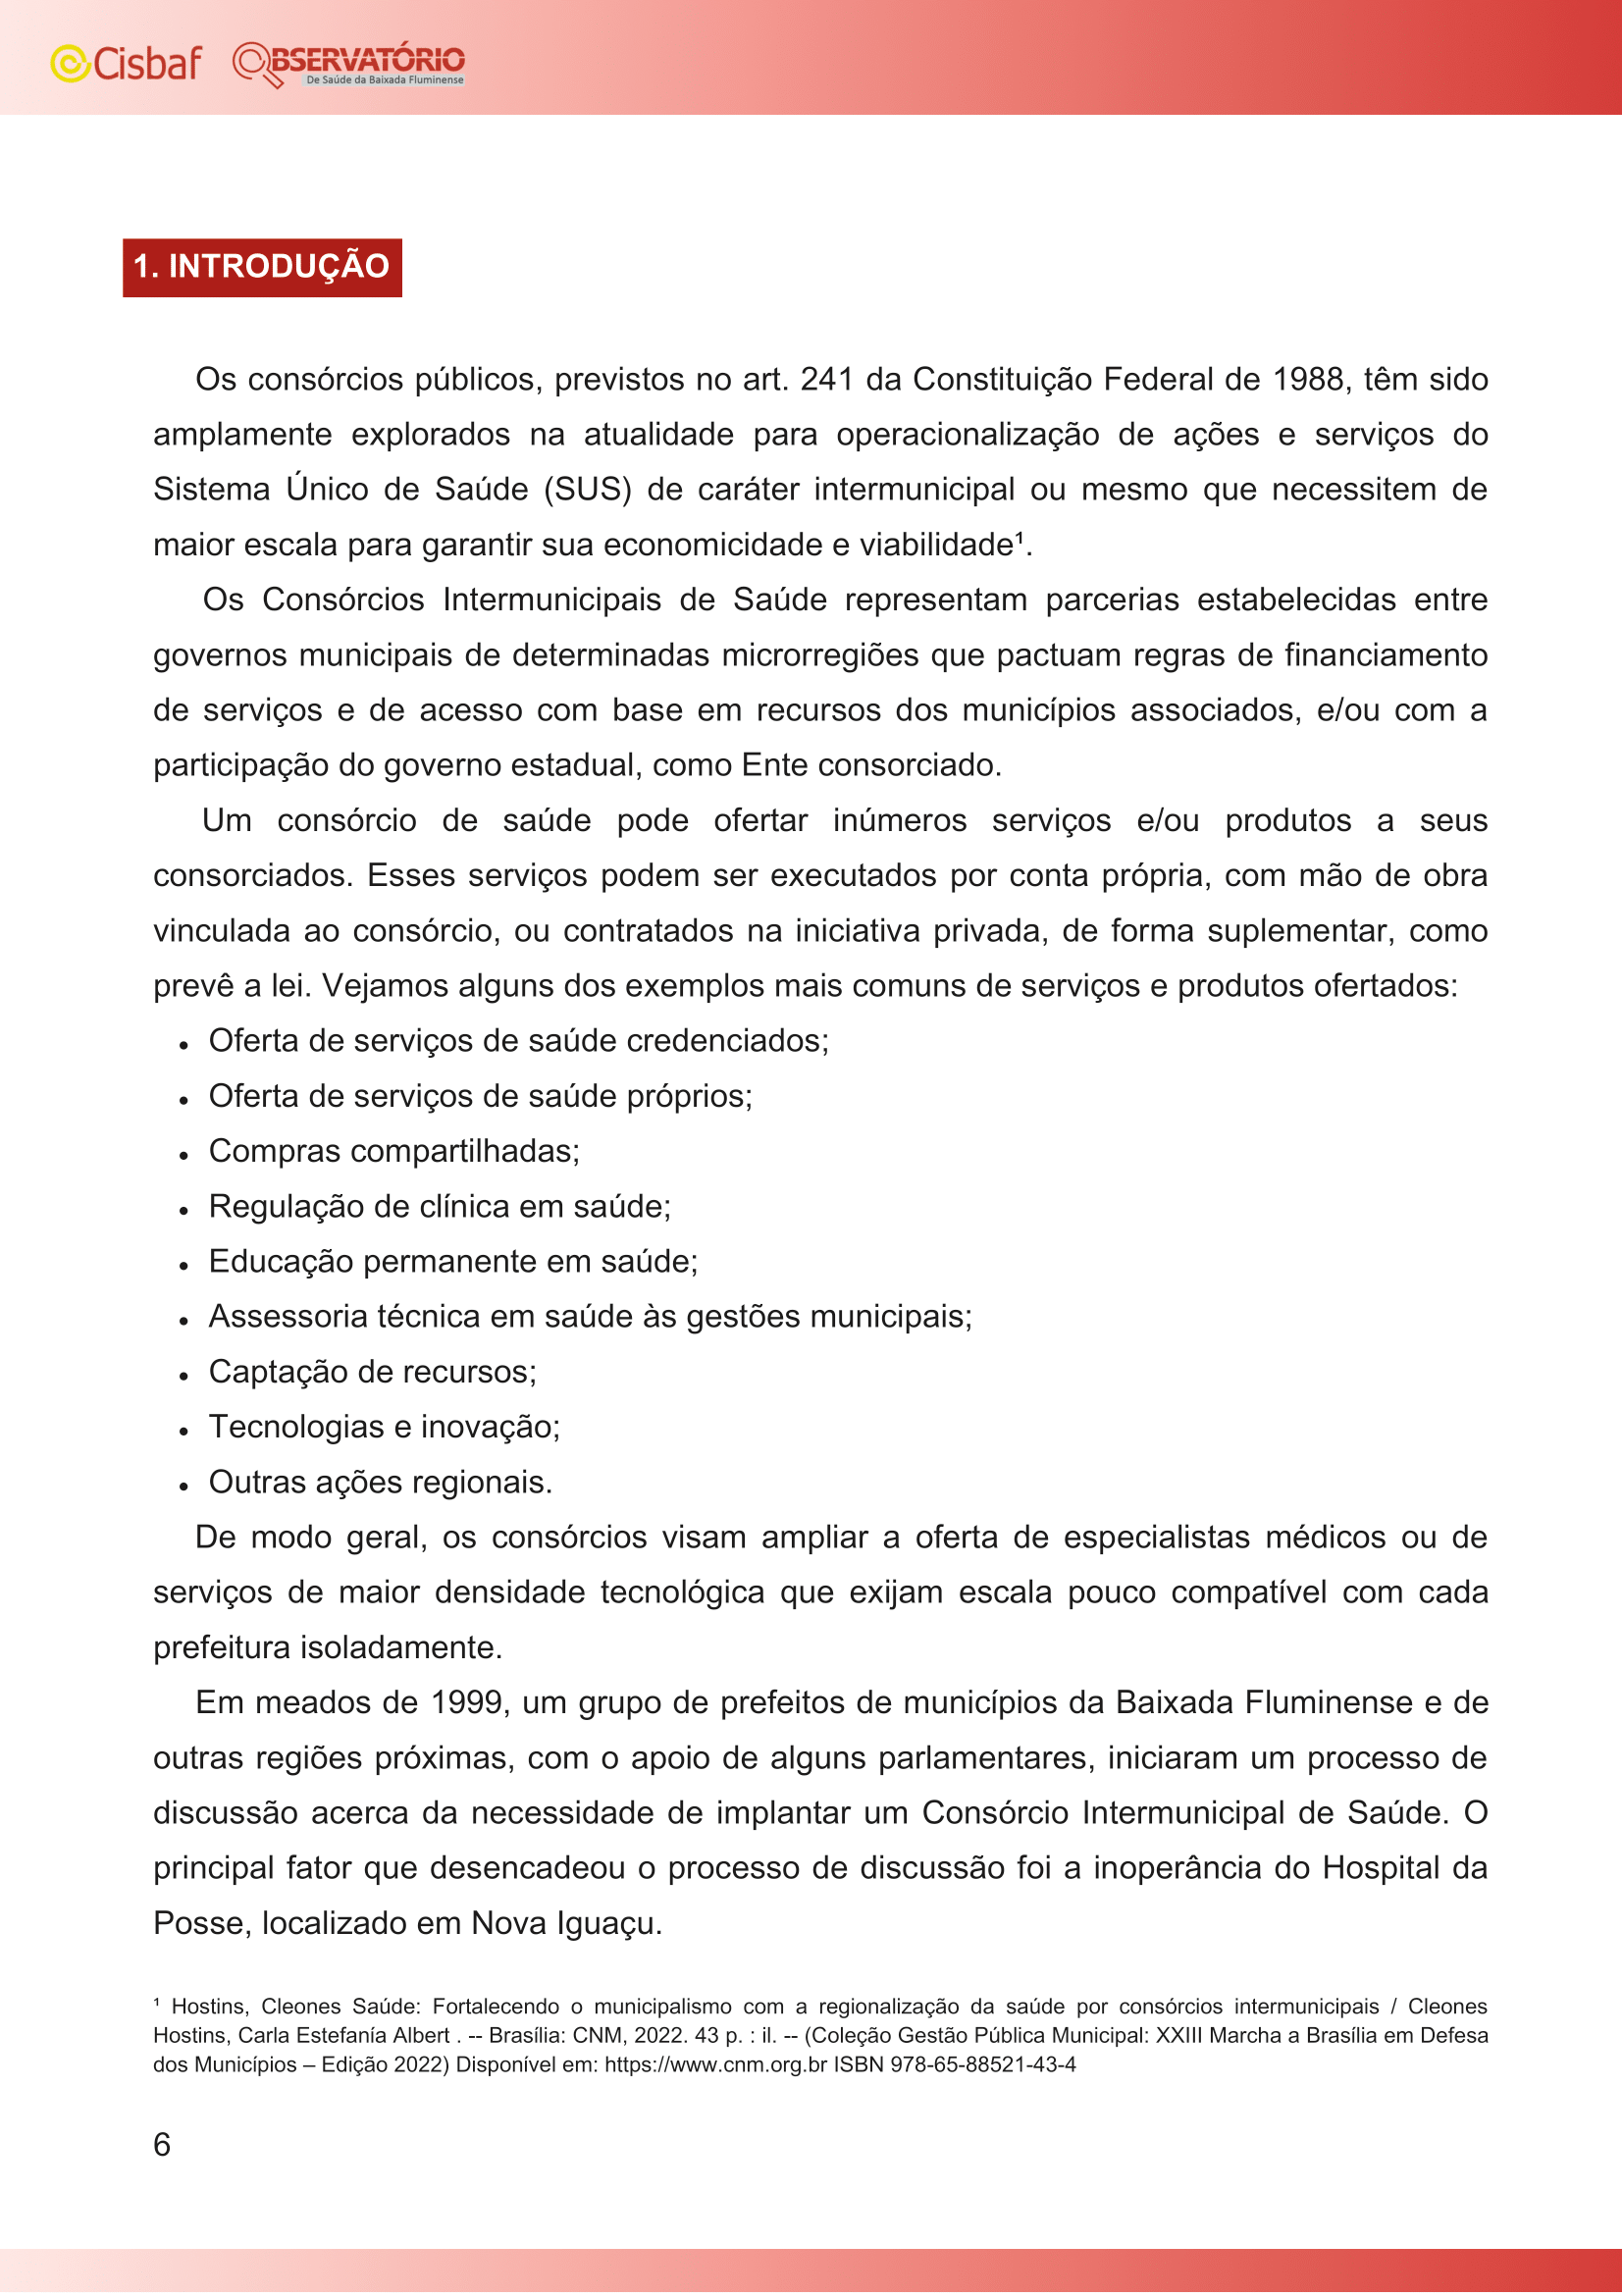 Cisbaf OBSERVATÓRIO
De Saúde da Baixada Fluminense
1. INTRODUÇÃO
Os consórcios públicos, previstos no art. 241 da Constituição Federal de 1988, têm sido
amplamente explorados na atualidade para operacionalização de ações e serviços do
Sistema Único de Saúde (SUS) de caráter intermunicipal ou mesmo que necessitem de
maior escala para garantir sua economicidade e viabilidade¹.
Os Consórcios Intermunicipais de Saúde representam parcerias estabelecidas entre
governos municipais de determinadas microrregiões que pactuam regras de financiamento
de serviços e de acesso com base em recursos dos municípios associados, e/ou com a
participação do governo estadual, como Ente consorciado.
Um consórcio de saúde pode ofertar inúmeros serviços e/ou produtos a seus
consorciados. Esses serviços podem ser executados por conta própria, com mão de obra
vinculada ao consórcio, ou contratados na iniciativa privada, de forma suplementar, como
prevê a lei. Vejamos alguns dos exemplos mais comuns de serviços e produtos ofertados:
• Oferta de serviços de saúde credenciados;
• Oferta de serviços de saúde próprios;
• Compras compartilhadas;
• Regulação de clínica em saúde;
• Educação permanente em saúde;
• Assessoria técnica em saúde às gestões municipais;
• Captação de recursos;
• Tecnologias e inovação;
• Outras ações regionais.
De modo geral, os consórcios visam ampliar a oferta de especialistas médicos ou de
serviços de maior densidade tecnológica que exijam escala pouco compatível com cada
prefeitura isoladamente.
Em meados de 1999, um grupo de prefeitos de municípios da Baixada Fluminense e de
outras regiões próximas, com o apoio de alguns parlamentares, iniciaram um processo de
discussão acerca da necessidade de implantar um Consórcio Intermunicipal de Saúde. O
principal fator que desencadeou o processo de discussão foi a inoperância do Hospital da
Posse, localizado em Nova Iguaçu.
¹ Hostins, Cleones Saúde: Fortalecendo o municipalismo com a regionalização da saúde por consórcios intermunicipais / Cleones
Hostins, Carla Estefanía Albert . -- Brasília: CNM, 2022. 43 p. : il. -- (Coleção Gestão Pública Municipal: XXIII Marcha a Brasília em Defesa
dos Municípios – Edição 2022) Disponível em: https://www.cnm.org.br ISBN 978-65-88521-43-4
6